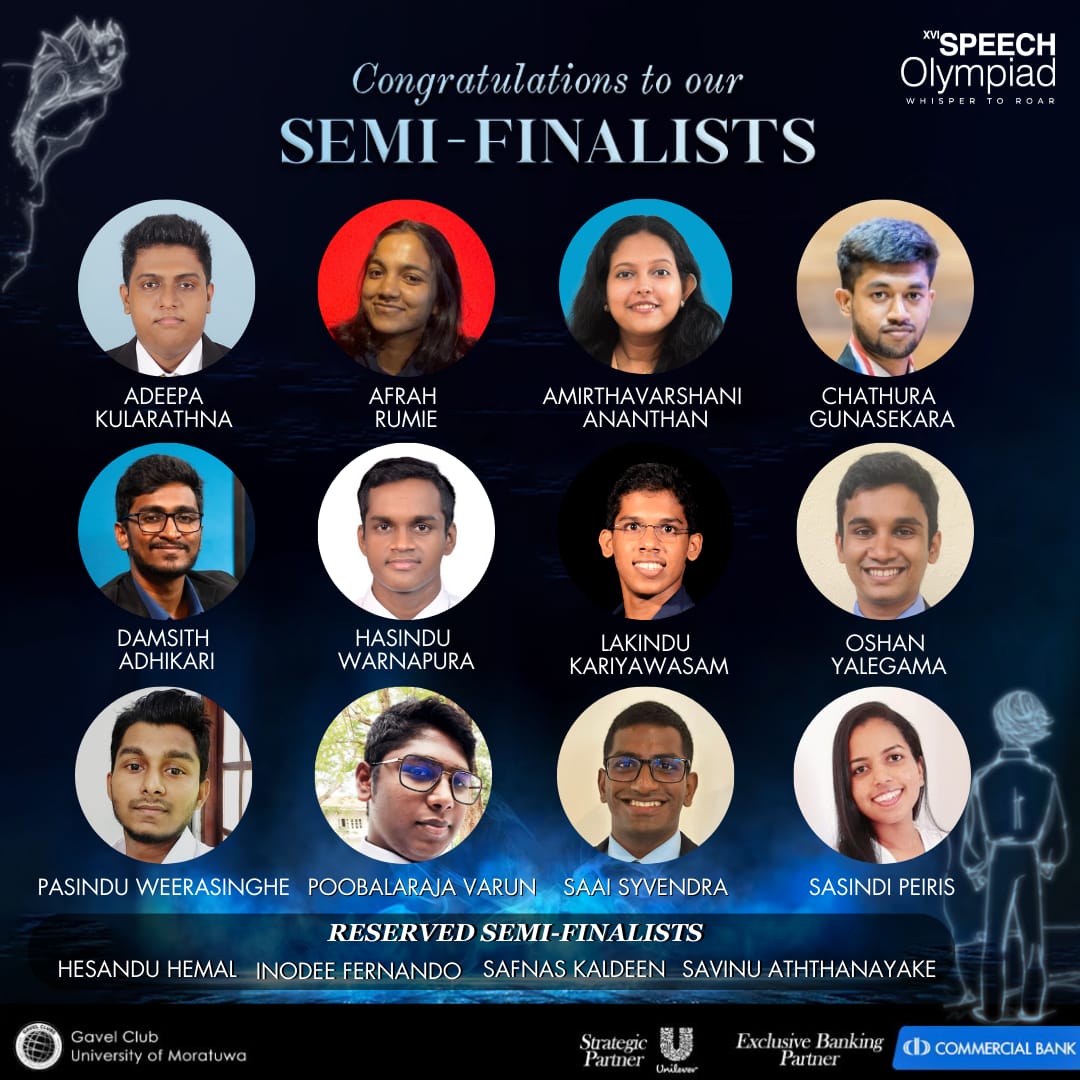 XVI SPEECH
Olympiad
WHISPER TO ROAR
Congratulations to our
SEMI-FINALISTS
ADEEPA
KULARATHNA
AFRAH
RUMIE
AMIRTHAVARSHANI
ANANTHAN
CHATHURA
GUNASEKARA
DAMSITH
ADHIKARI
HASINDU
WARNAPURA
LAKINDU
KARIYAWASAM
OSHAN
YALEGAMA
PASINDU WEERASINGHE
POOBALARAJA VARUN
SAAI SYVENDRA
SASINDI PEIRIS
RESERVED SEMI-FINALISTS
HESANDU HEMAL
INODEE FERNANDO
SAFNAS KALDEEN
SAVINU ATHTHANAYAKE
GAVEL CLUBS
Gavel Club
University of Moratuwa
Strategic
Partner
Unilever
Exclusive Banking
Partner
COMMERCIAL BANK